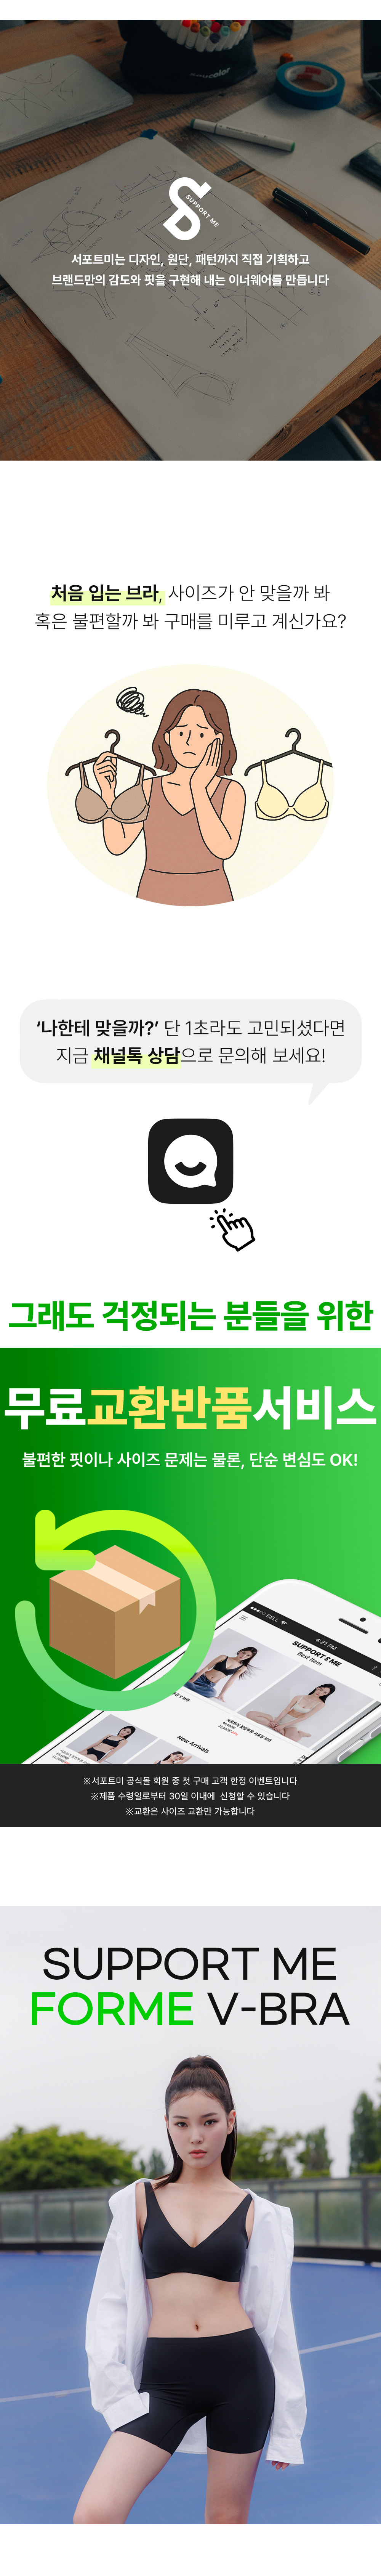 SUPPORT ME
서포트미는 디자인, 원단, 패턴까지 직접 기획하고
브랜드만의 감도와 핏을 구현해 내는 이너웨어를 만듭니다
처음 입는 브라, 사이즈가 안 맞을까 봐
혹은 불편할까 봐 구매를 미루고 계신가요?
‘나한테 맞을까?’ 단 1초라도 고민되셨다면
지금 채널톡 상담으로 문의해 보세요!
그래도 걱정되는 분들을 위한
무료교환반품서비스
불편한 핏이나 사이즈 문제는 물론, 단순 변심도 OK!
BELL
4:21 PM
SUPPORT ME
Best Item
New Arrivals
※서포트미 공식몰 회원 중 첫 구매 고객 한정 이벤트입니다
※제품 수령일로부터 30일 이내에 신청할 수 있습니다
※교환은 사이즈 교환만 가능합니다
SUPPORT ME
FORME V-BRA